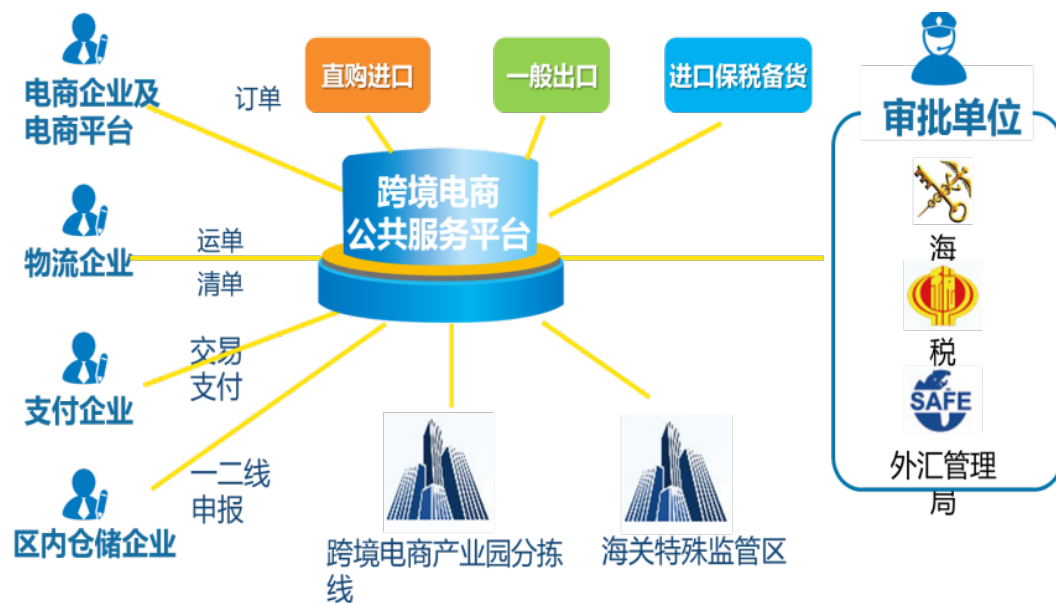 电商企业及
电商平台
订单
直购进口
一般出口
进口保税备货
审批单位
跨境电商
公共服务平台
物流企业
运单
清单
海
税
税
支付企业
交易
支付
SAFE
外汇管理
局
区内仓储企业
一二线
申报
跨境电商产业园分拣
线
海关特殊监管区